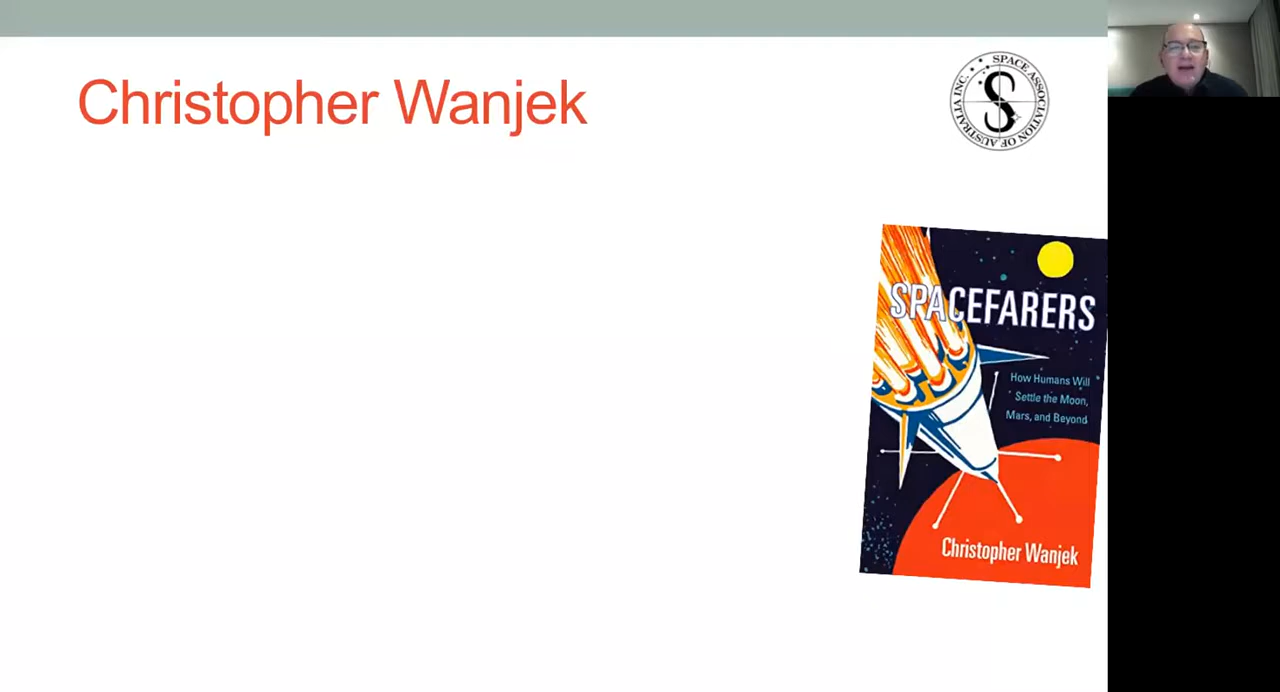 Christopher Wanjek
SPACE ASSOCIATION OF AUSTRALIA INC.
S
SPACEFARERS
How Humans Will
Settle the Moon,
Mars, and Beyond
Christopher Wanjek